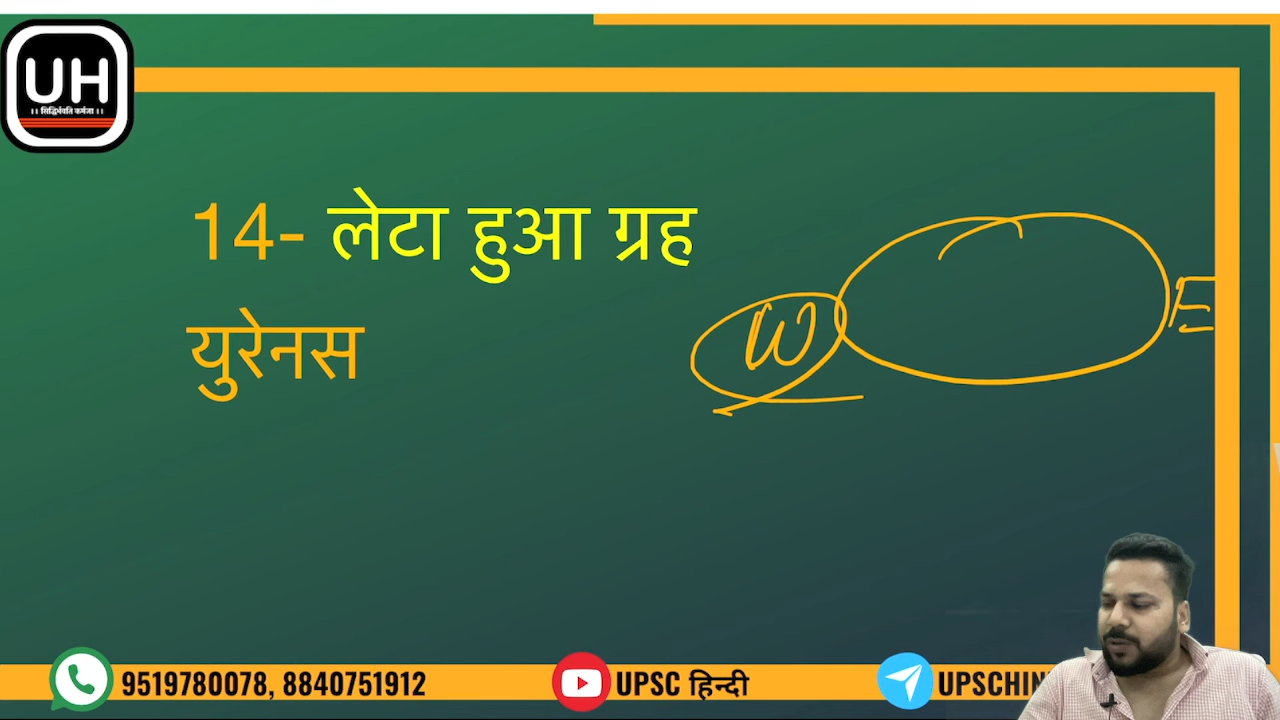 UH
।। सिद्धिर्भवति कर्मजा ।।
14- लेटा हुआ ग्रह
युरेनस
W
E
9519780078, 8840751912
UPSC हिन्दी
UPSCHIN